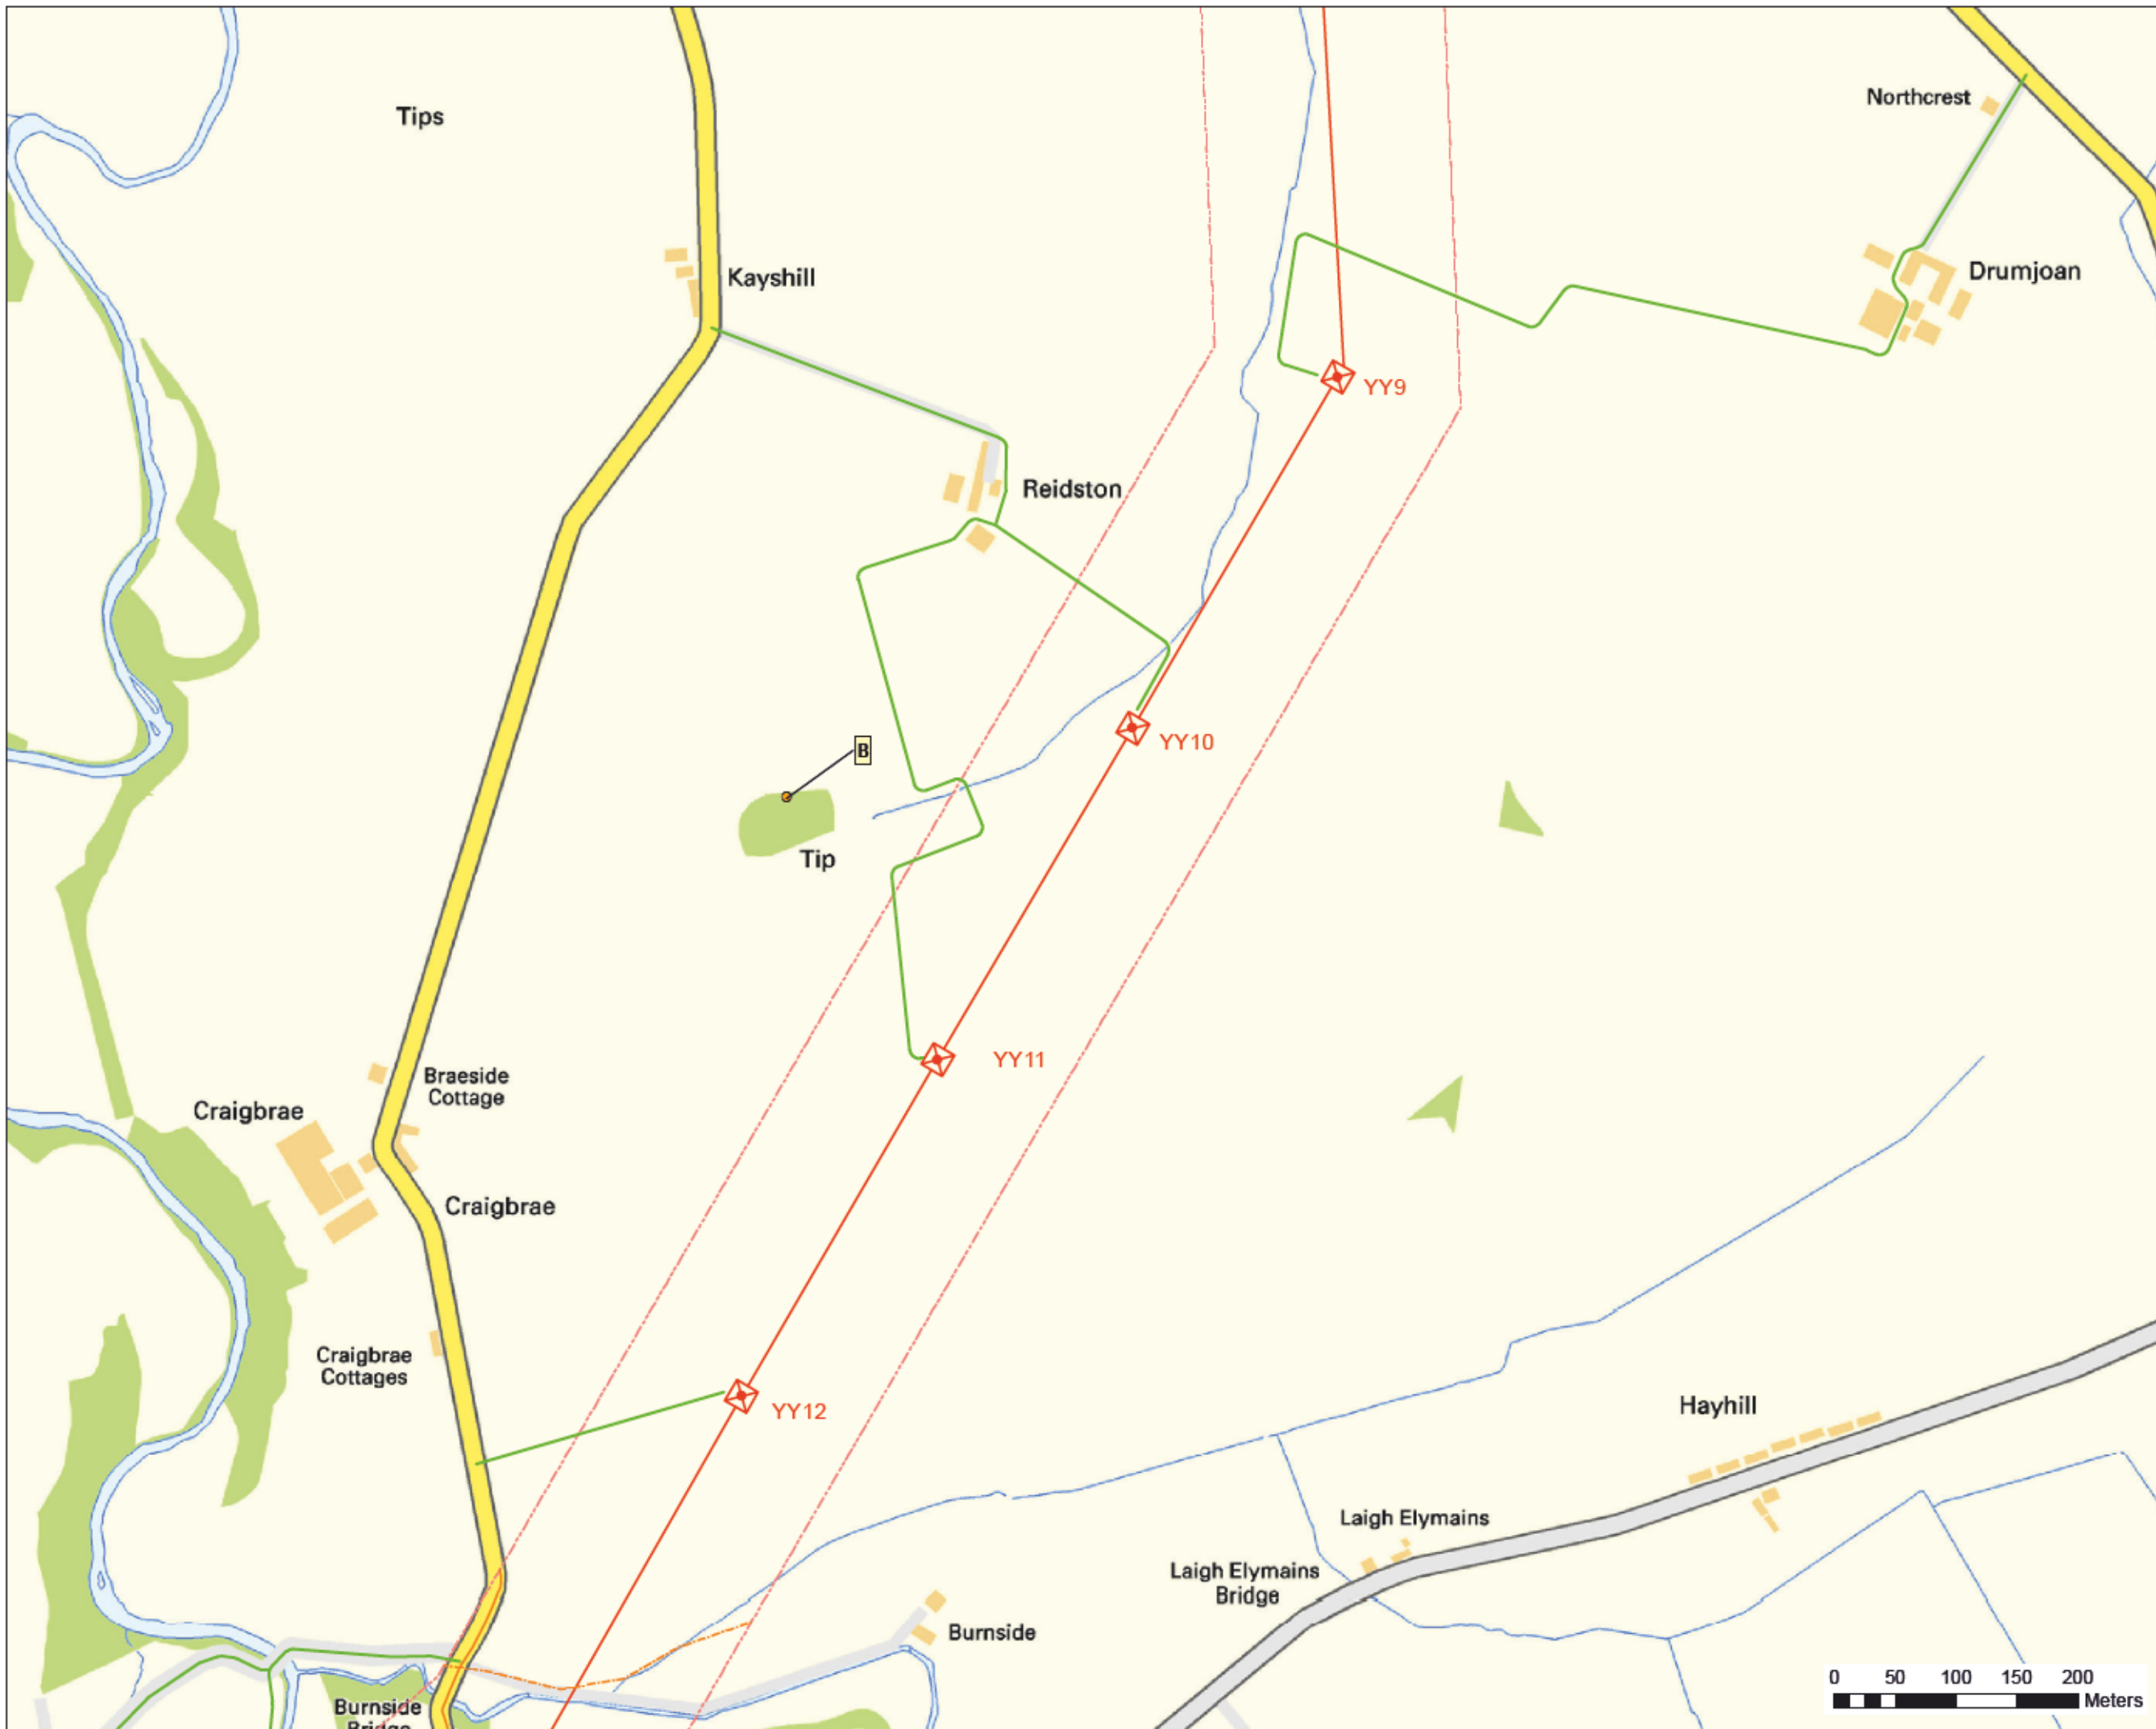 Northcrest
Tips
Drumjoan
Kayshill
YY9
Reidston
YY10
B
Tip
YY11
Braeside
Cottage
Craigbrae
Craigbrae
Craigbrae
Cottages
YY12
Hayhill
Laigh Elymains
Laigh Elymains
Bridge
Burnside
0 50 100 150 200
Meters
Burnside
Bridge